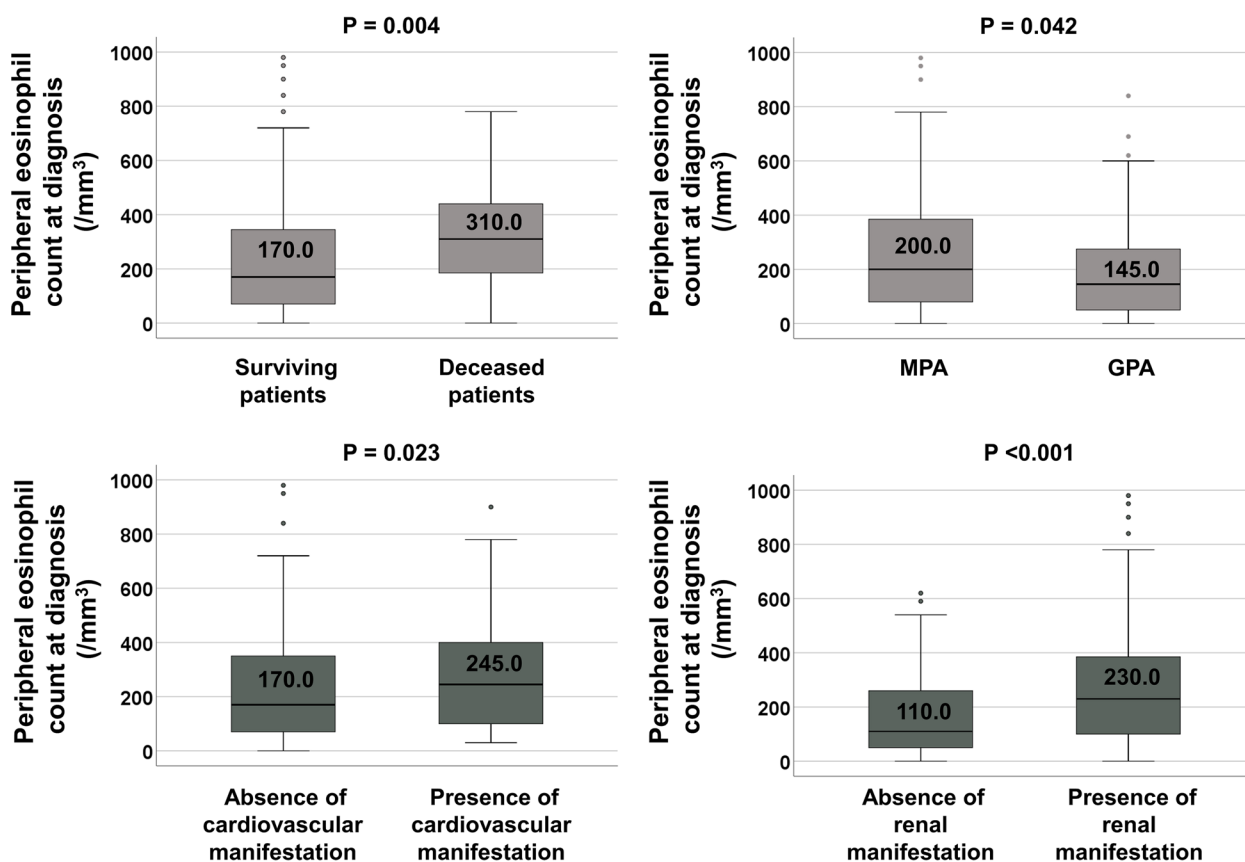 P = 0.004
Peripheral eosinophil
count at diagnosis
(/mm³)
1000
800
600
400
200
0
170.0
310.0
Surviving
patients
Deceased
patients
P = 0.042
Peripheral eosinophil
count at diagnosis
(/mm³)
1000
800
600
400
200
0
200.0
145.0
MPA
GPA
P = 0.023
Peripheral eosinophil
count at diagnosis
(/mm³)
1000
800
600
400
200
0
170.0
245.0
Absence of
cardiovascular
manifestation
Presence of
cardiovascular
manifestation
P <0.001
Peripheral eosinophil
count at diagnosis
(/mm³)
1000
800
600
400
200
0
110.0
230.0
Absence of
renal
manifestation
Presence of
renal
manifestation